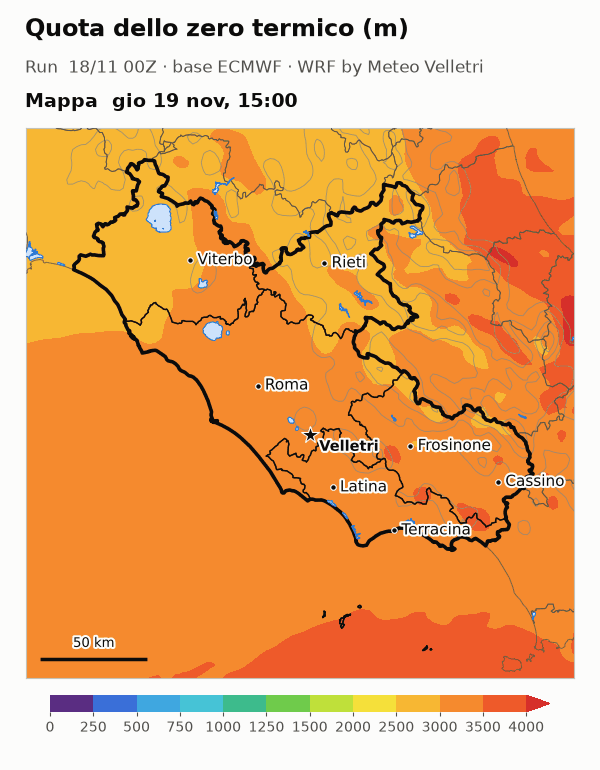 Quota dello zero termico (m)
Run  18/11 00Z · base ECMWF · WRF by Meteo Velletri
Mappa  gio 19 nov, 15:00
Viterbo
Rieti
Roma
Velletri
Frosinone
Latina
Cassino
Terracina
50 km
0 250 500 750 1000 1250 1500 2000 2500 3000 3500 4000